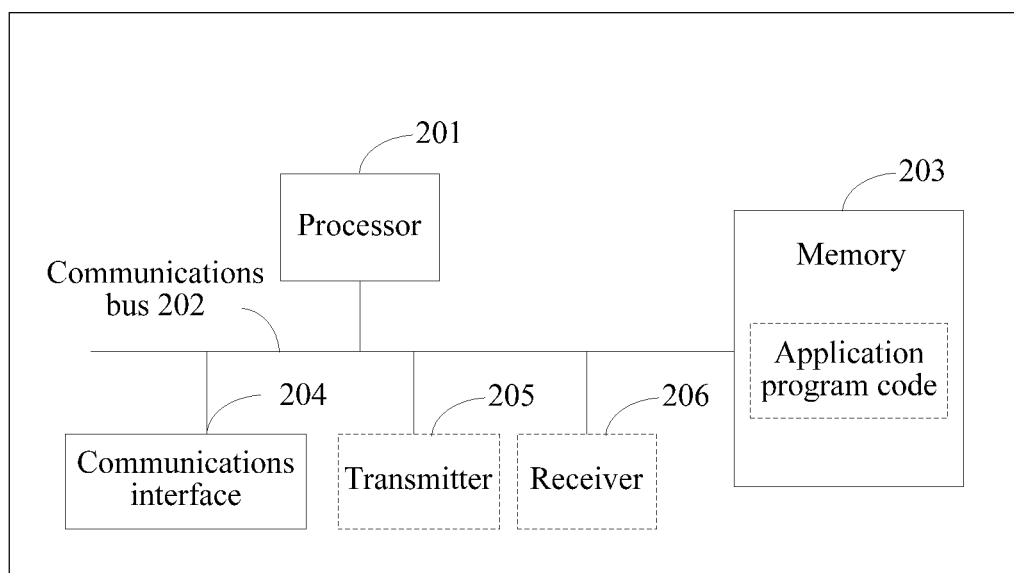 201
Processor
203
Memory
Communications
bus 202
Application
program code
204
205
206
Communications
interface
Transmitter
Receiver